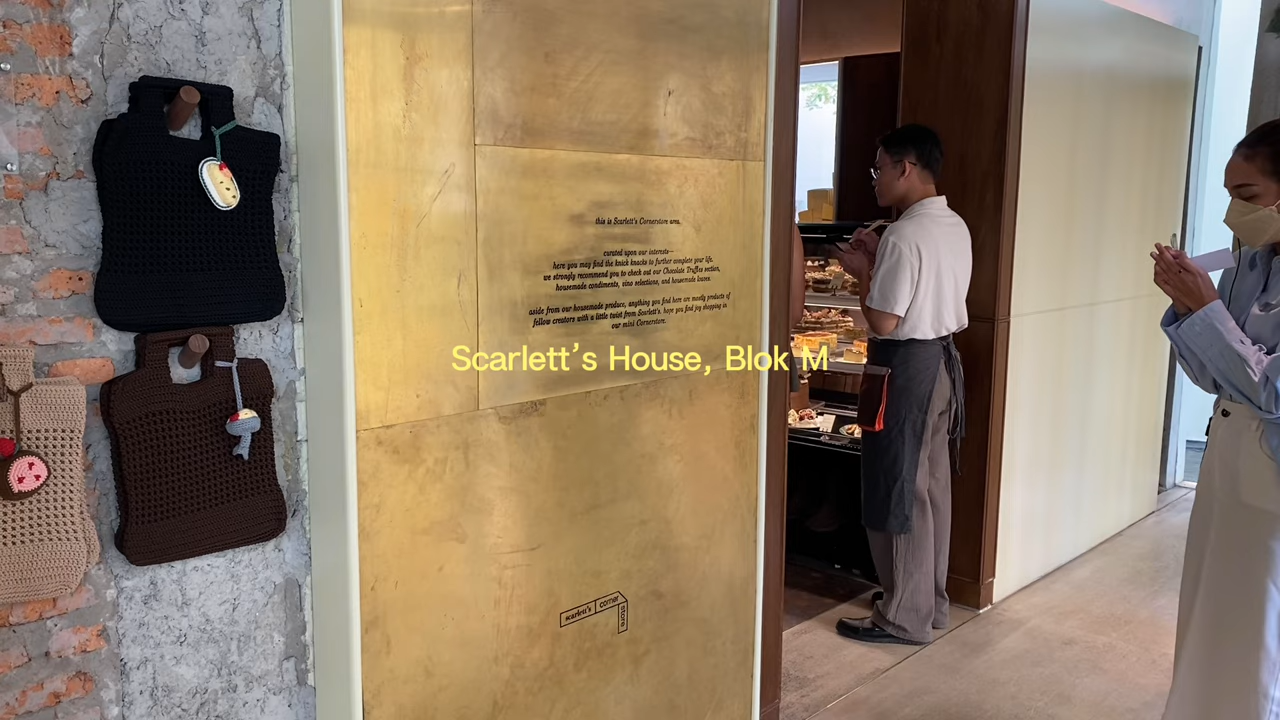 this is Scarlett's Cornerstore area.
curated upon our interests—
here you may find the knick knacks to further complete your life.
we strongly recommend you to check out our Chocolate Truffles section,
housemade condiments, vino selections, and housemade loaves.
aside from our housemade produce, anything you find here are mostly products of
fellow creators with a little twist from Scarlett's. hope you find joy shopping in
our mini Cornerstore.
Scarlett's House, Blok M
scarlett's corner
store